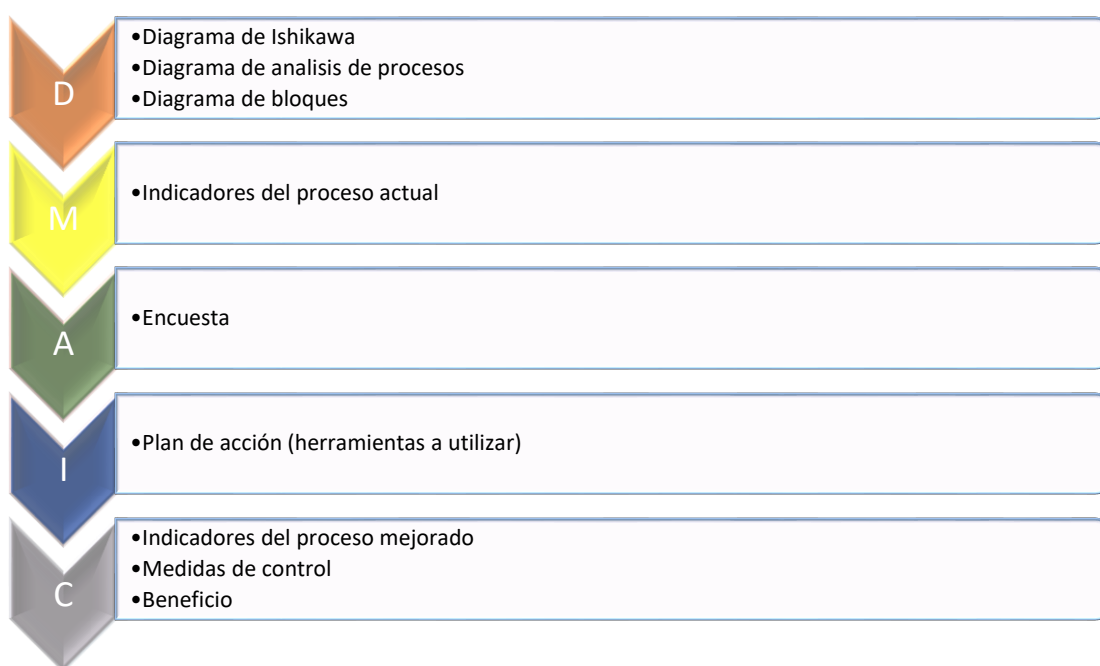 D
•Diagrama de Ishikawa
•Diagrama de analisis de procesos
•Diagrama de bloques
M
•Indicadores del proceso actual
A
•Encuesta
I
•Plan de acción (herramientas a utilizar)
C
•Indicadores del proceso mejorado
•Medidas de control
•Beneficio